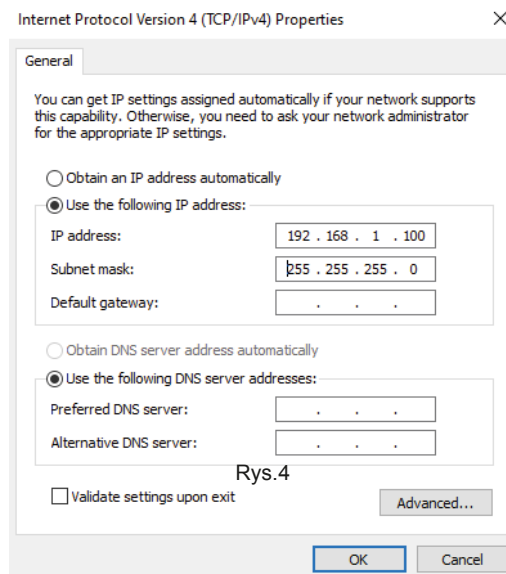 Internet Protocol Version 4 (TCP/IPv4) Properties
General
You can get IP settings assigned automatically if your network supports
this capability. Otherwise, you need to ask your network administrator
for the appropriate IP settings.
Obtain an IP address automatically
Use the following IP address:
IP address: 192 . 168 . 1 . 100
Subnet mask: 255 . 255 . 255 . 0
Default gateway: . . .
Obtain DNS server address automatically
Use the following DNS server addresses:
Preferred DNS server: . . .
Alternative DNS server: . . .
Rys.4
Validate settings upon exit
Advanced...
OK Cancel